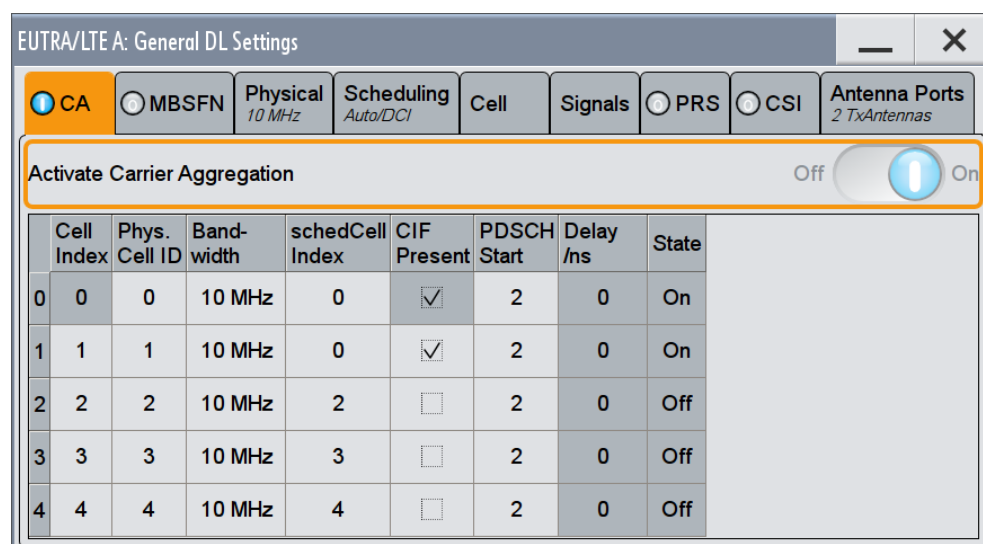 EUTRA/LTE A: General DL Settings
CA MBSFN Physical Scheduling Cell Signals PRS CSI Antenna Ports
10 MHz Auto/DCI 2 TxAntennas
Activate Carrier Aggregation Off On
Cell Phys. Band- schedCell CIF PDSCH Delay State
Index Cell ID width Index Present Start /ns
0 0 0 10 MHz 0 2 0 On
1 1 1 10 MHz 0 2 0 On
2 2 2 10 MHz 2 2 0 Off
3 3 3 10 MHz 3 2 0 Off
4 4 4 10 MHz 4 2 0 Off